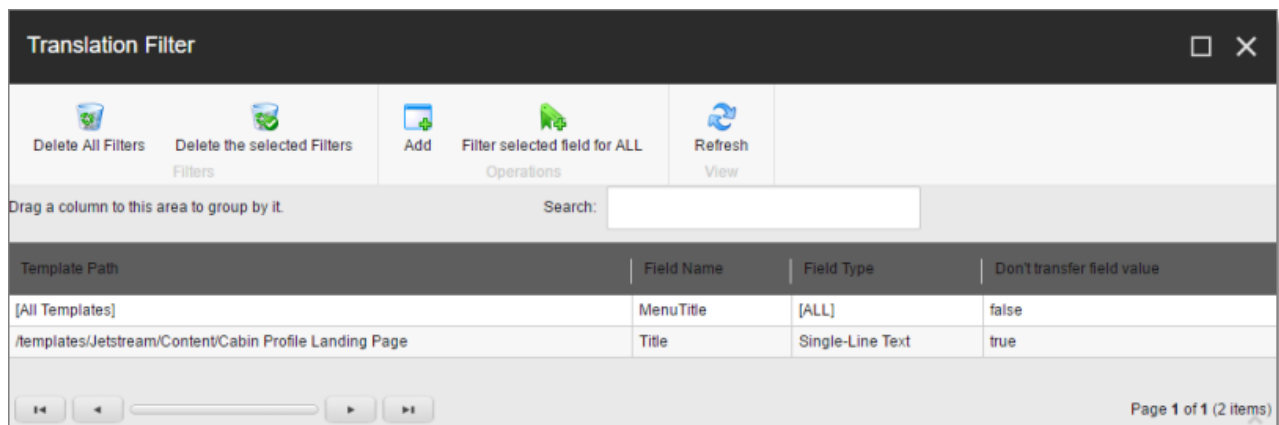 Translation Filter
Delete All Filters Delete the selected Filters Add Filter selected field for ALL Refresh
Filters Operations View
Drag a column to this area to group by it. Search:
Template Path Field Name Field Type Don't transfer field value
[All Templates] MenuTitle [ALL] false
/templates/Jetstream/Content/Cabin Profile Landing Page Title Single-Line Text true
Page 1 of 1 (2 items)